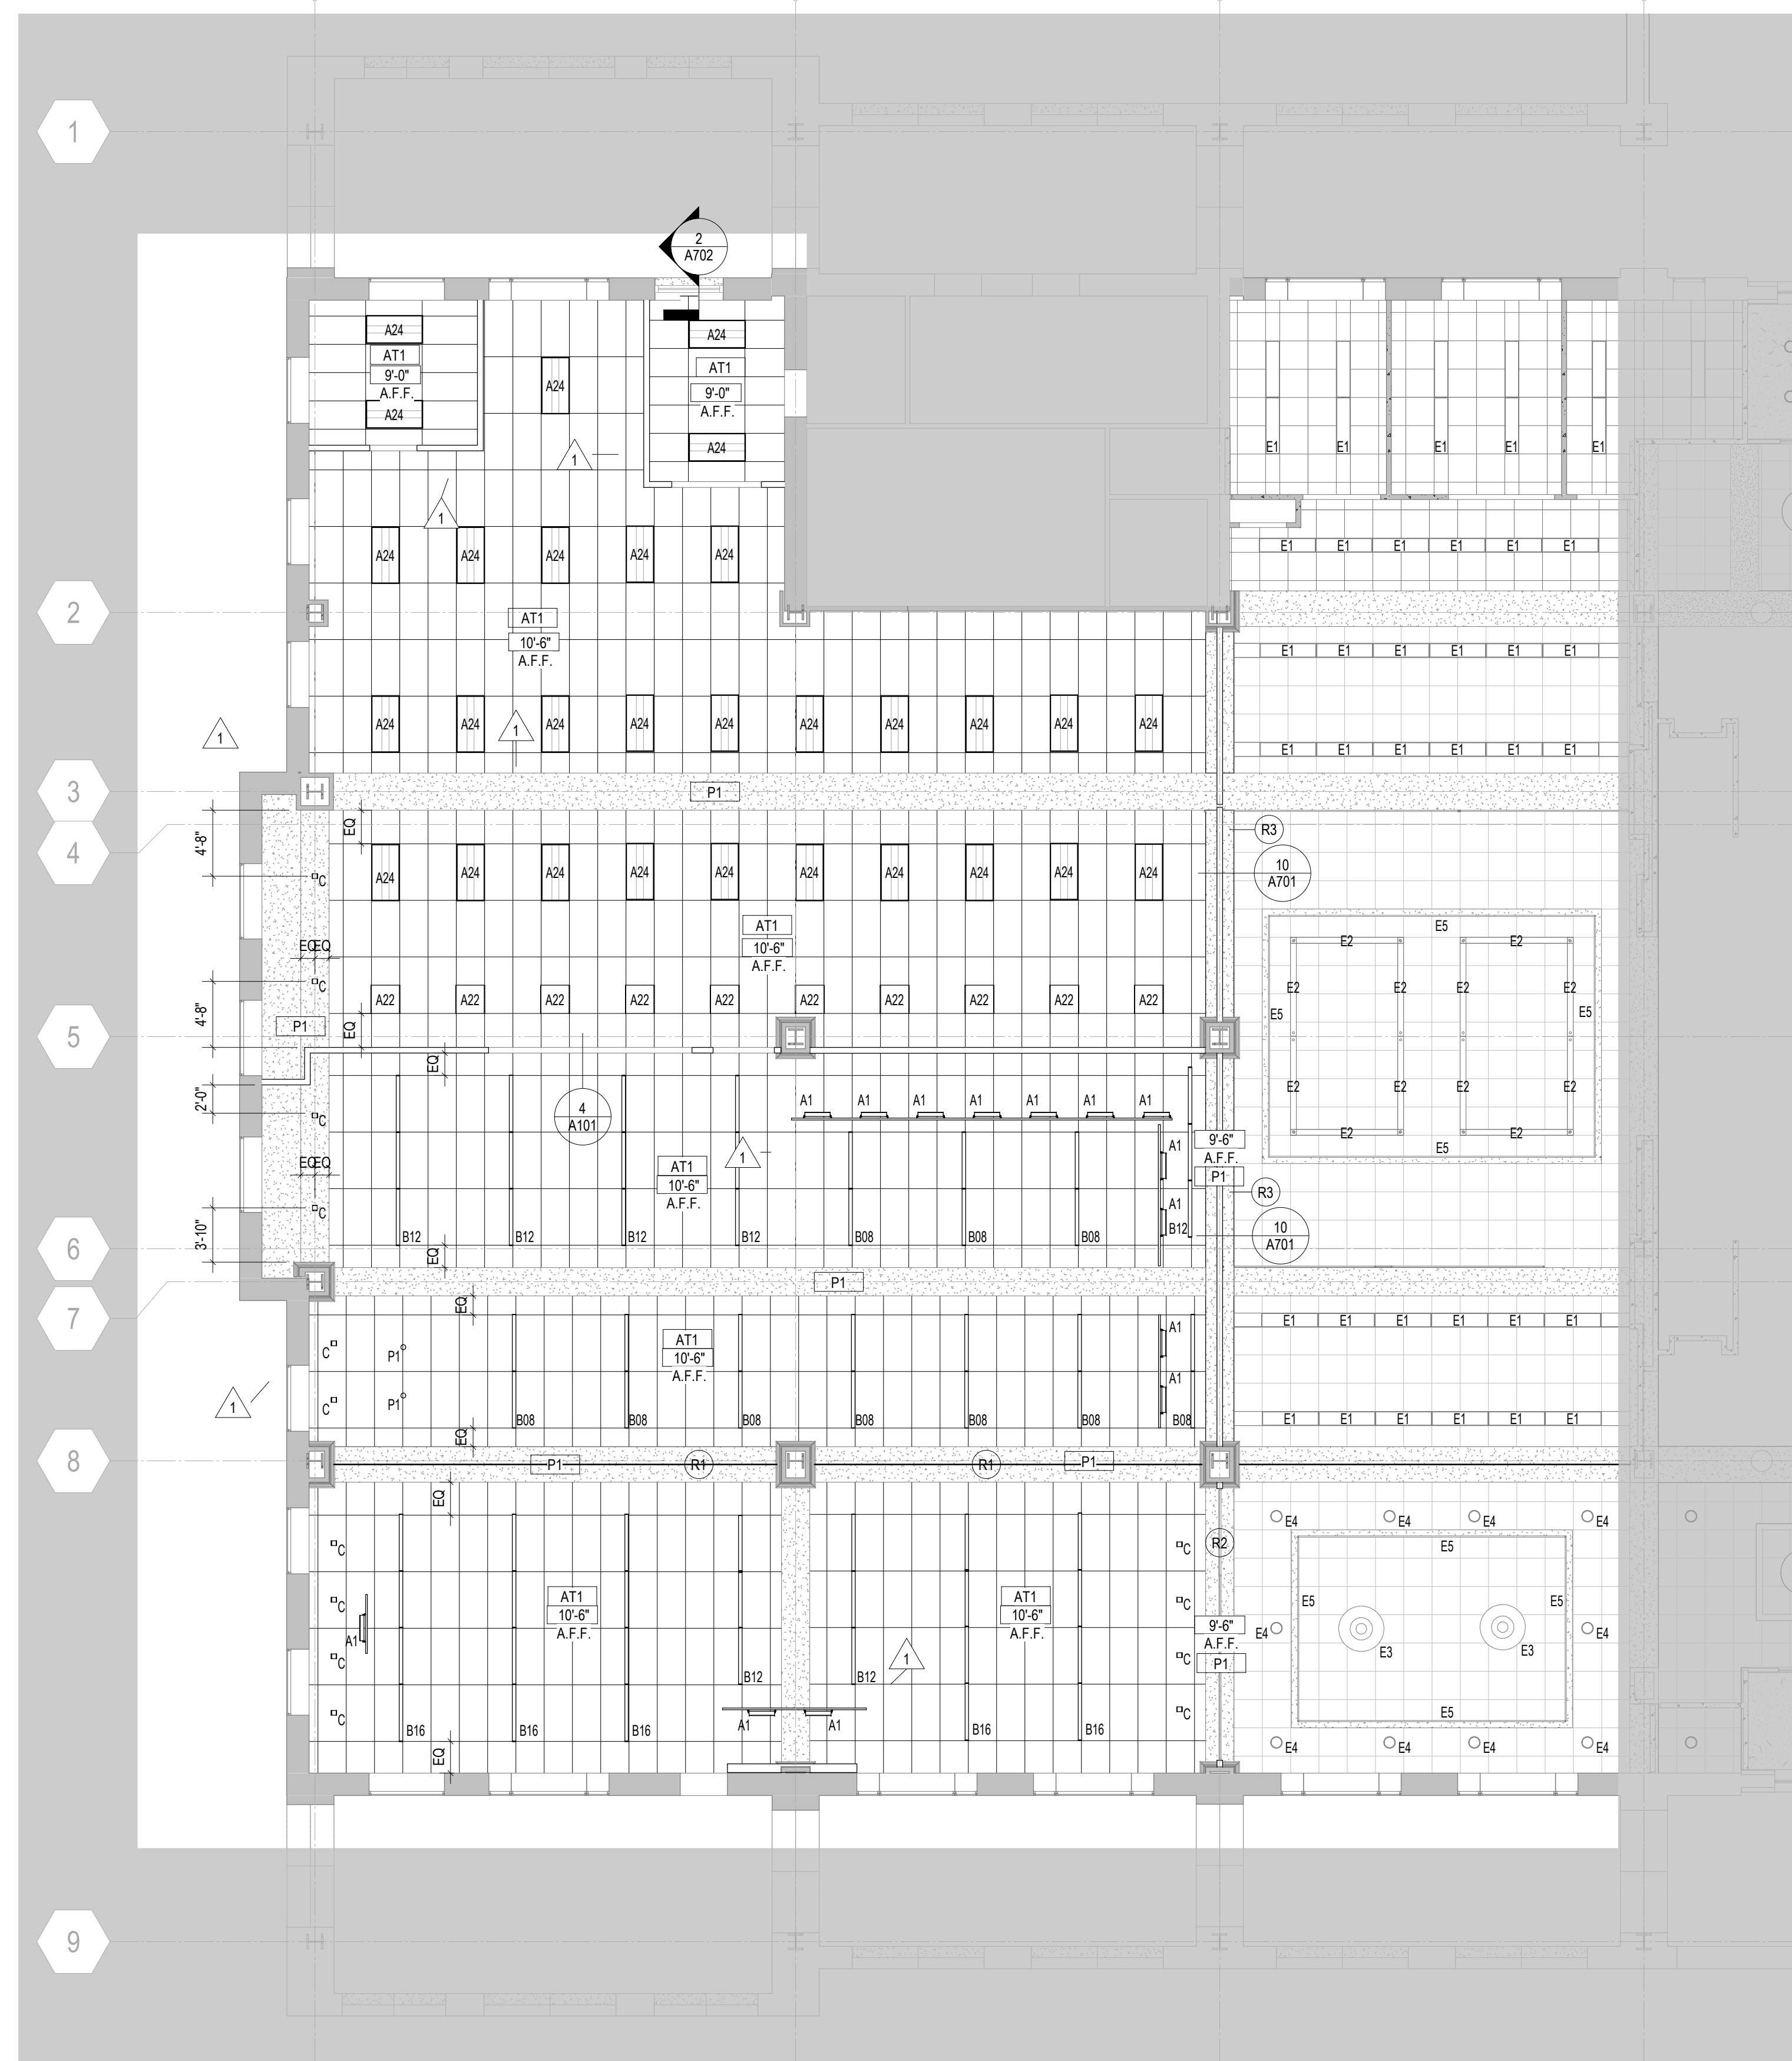 1
2
A702
A24
AT1
9'-0"
A.F.F.
A24
A24
AT1
9'-0"
A.F.F.
A24
A24
E1 E1 E1 E1 E1
1
1
A24 A24 A24 A24 A24
E1 E1 E1 E1 E1 E1
2
AT1
10'-6"
A.F.F.
E1 E1 E1 E1 E1 E1
1
1
A24 A24 A24 A24 A24 A24 A24 A24 A24 A24
E1 E1 E1 E1 E1 E1
3
P1
4
4'-8"
EQ
R3
10
A701
C
A24 A24 A24 A24 A24 A24 A24 A24 A24 A24
AT1
10'-6"
A.F.F.
EQ EQ
E5
E2 E2
E2 E2 E2 E2
E5 E5
C
4'-8"
A22 A22 A22 A22 A22 A22 A22 A22 A22 A22
P1
EQ
5
EQ
2'-0"
C
4
A101
A1 A1 A1 A1 A1 A1 A1
E2 E2 E2 E2
E2 E2
E5
1
9'-6"
A.F.F.
P1
A1
EQ EQ
AT1
10'-6"
A.F.F.
R3
A1
C
3'-10"
B12 B12 B12 B12 B08 B08 B08 B12
10
A701
6
EQ
P1
7
EQ
E1 E1 E1 E1 E1 E1
AT1
10'-6"
A.F.F.
C
P1
A1
1
C
P1
A1
B08 B08 B08 B08 B08 B08 B08
E1 E1 E1 E1 E1 E1
EQ
8
P1 R1 R1 P1
EQ
E4 E4 E4 E4
C
C
R2
E5
AT1
10'-6"
A.F.F.
AT1
10'-6"
A.F.F.
C
C
E5 E5
A1
9'-6"
A.F.F.
P1
E4 E4
E3 E3
C
1
C
B12 B12
C
C
B16 B16 B16 A1 A1 B16 B16
E5
EQ
E4 E4 E4 E4
9